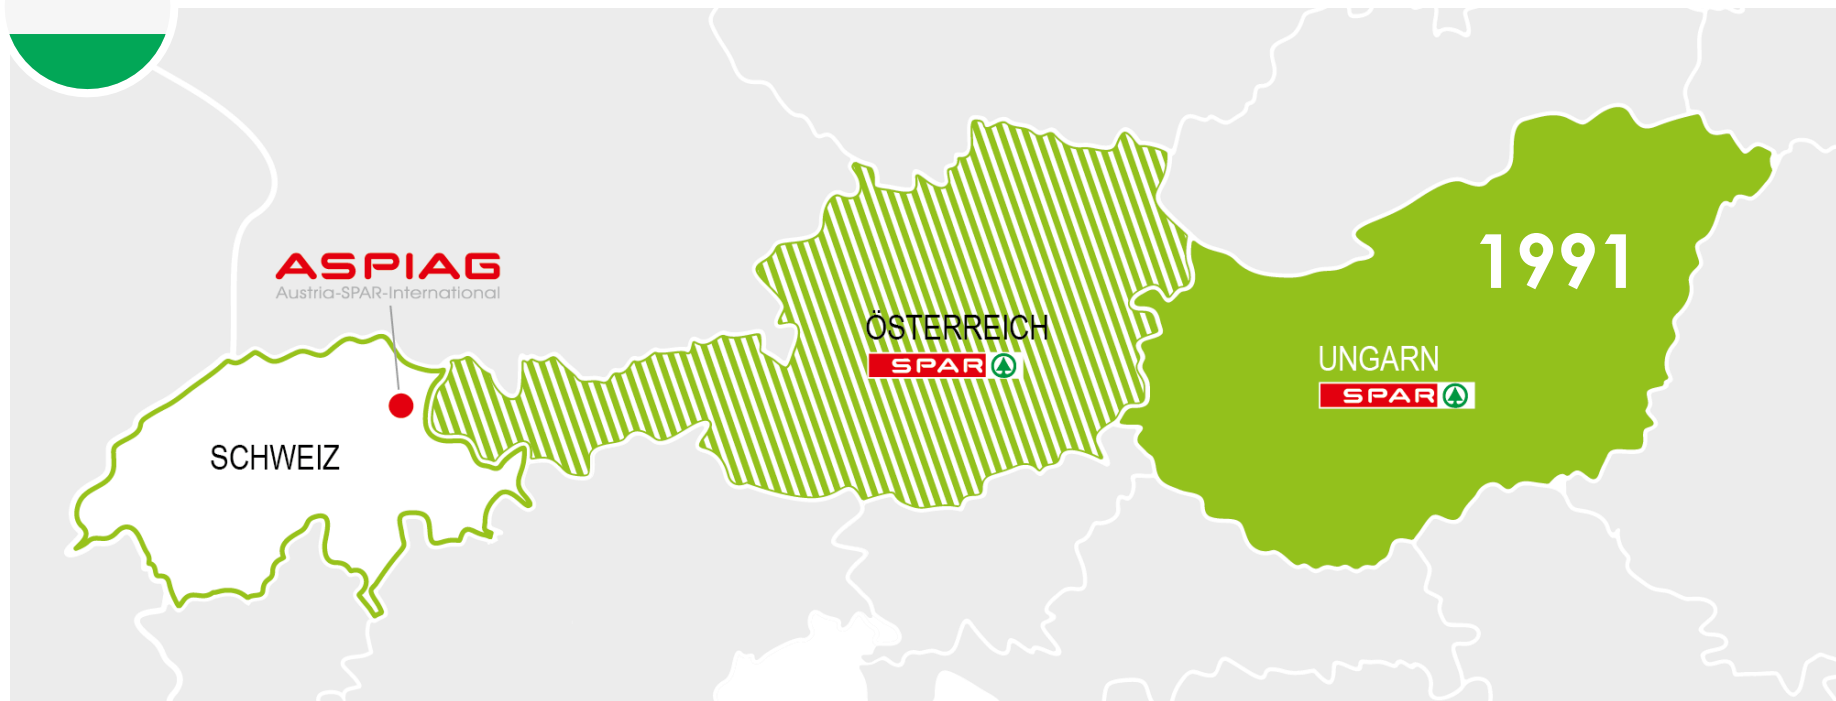 1991
ASPIAG
Austria-SPAR-International
ÖSTERREICH
SPAR
UNGARN
SPAR
SCHWEIZ